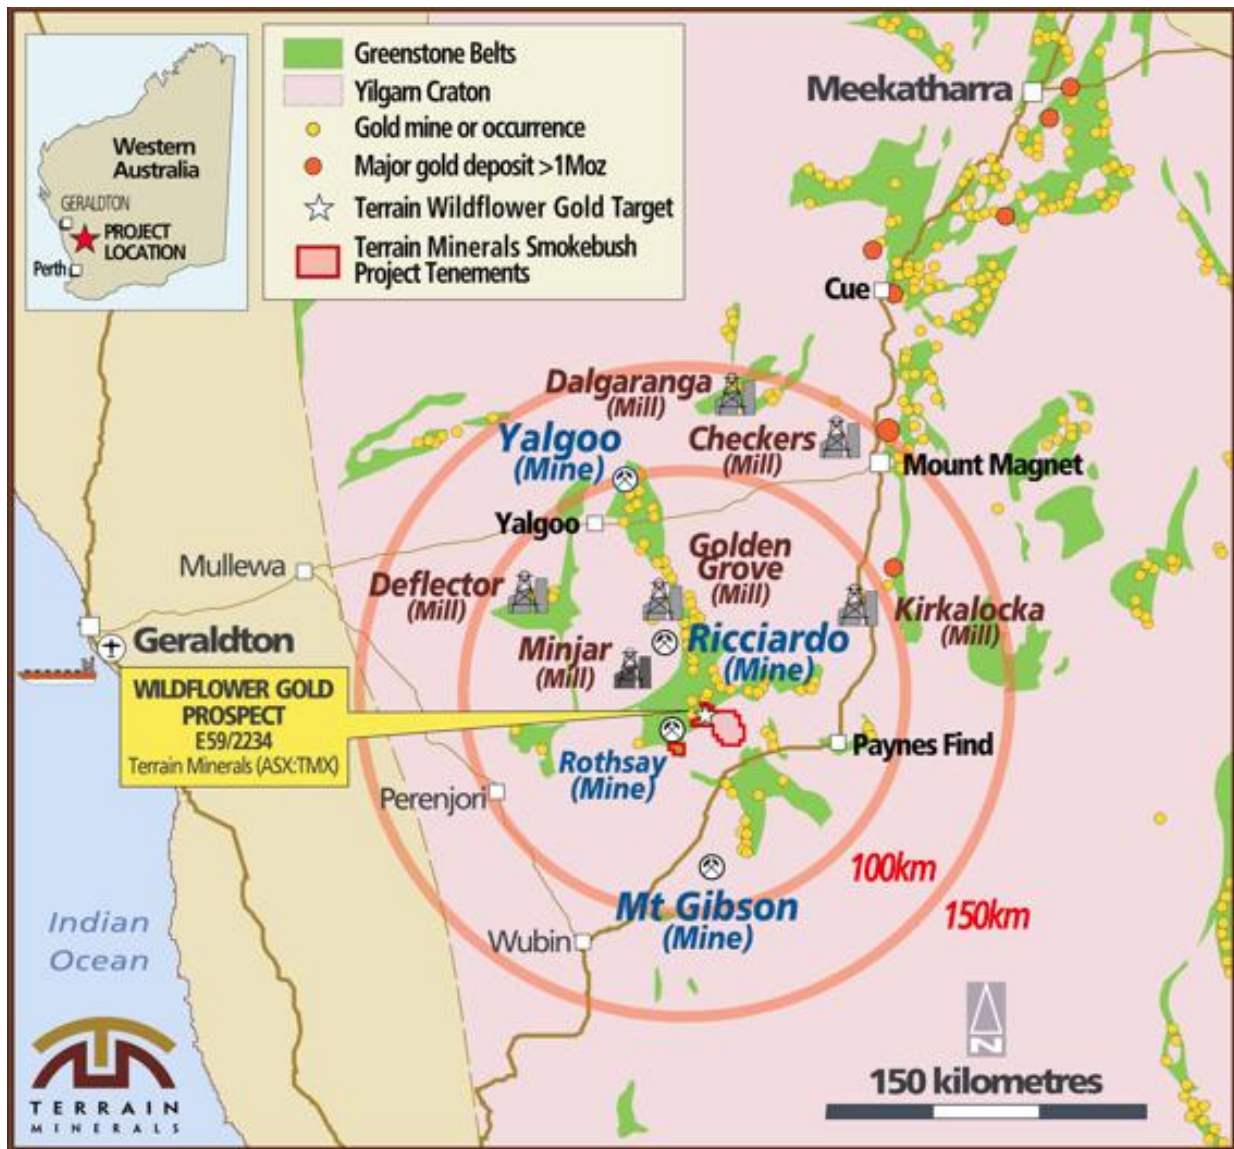 Western
Australia
GERALDTON
PROJECT
LOCATION
Perth
Greenstone Belts
Yilgarn Craton
Gold mine or occurrence
Major gold deposit >1Moz
Terrain Wildflower Gold Target
Terrain Minerals Smokebush
Project Tenements
Meekatharra
Cue
Dalgaranga
(Mill)
Yalgoo
(Mine)
Checkers
(Mill)
Mount Magnet
Yalgoo
Golden
Grove
(Mill)
Mullewa
Deflector
(Mill)
Kirkalocka
(Mill)
Geraldton
Minjar
(Mill)
Ricciardo
(Mine)
WILDFLOWER GOLD
PROSPECT
E59/2234
Terrain Minerals (ASX:TMX)
Paynes Find
Rothsay
(Mine)
Perenjori
100km
Mt Gibson
(Mine)
150km
Indian
Ocean
Wubin
N
150 kilometres
TERRAIN
MINERALS